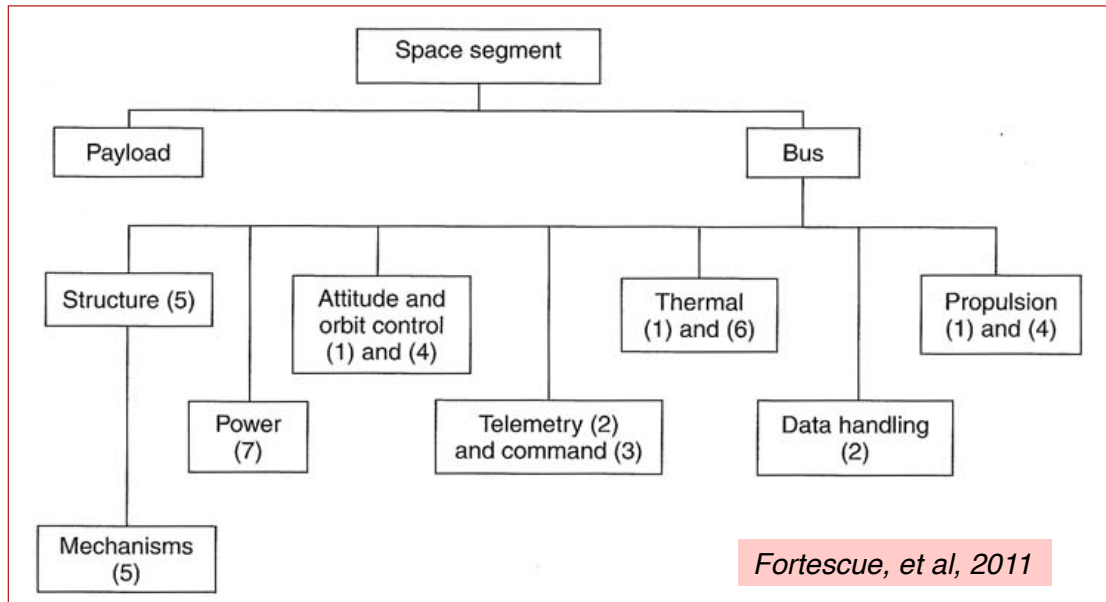 Space segment
Payload
Bus
Structure (5)
Attitude and
orbit control
(1) and (4)
Thermal
(1) and (6)
Propulsion
(1) and (4)
Power
(7)
Telemetry (2)
and command (3)
Data handling
(2)
Mechanisms
(5)
Fortescue, et al, 2011